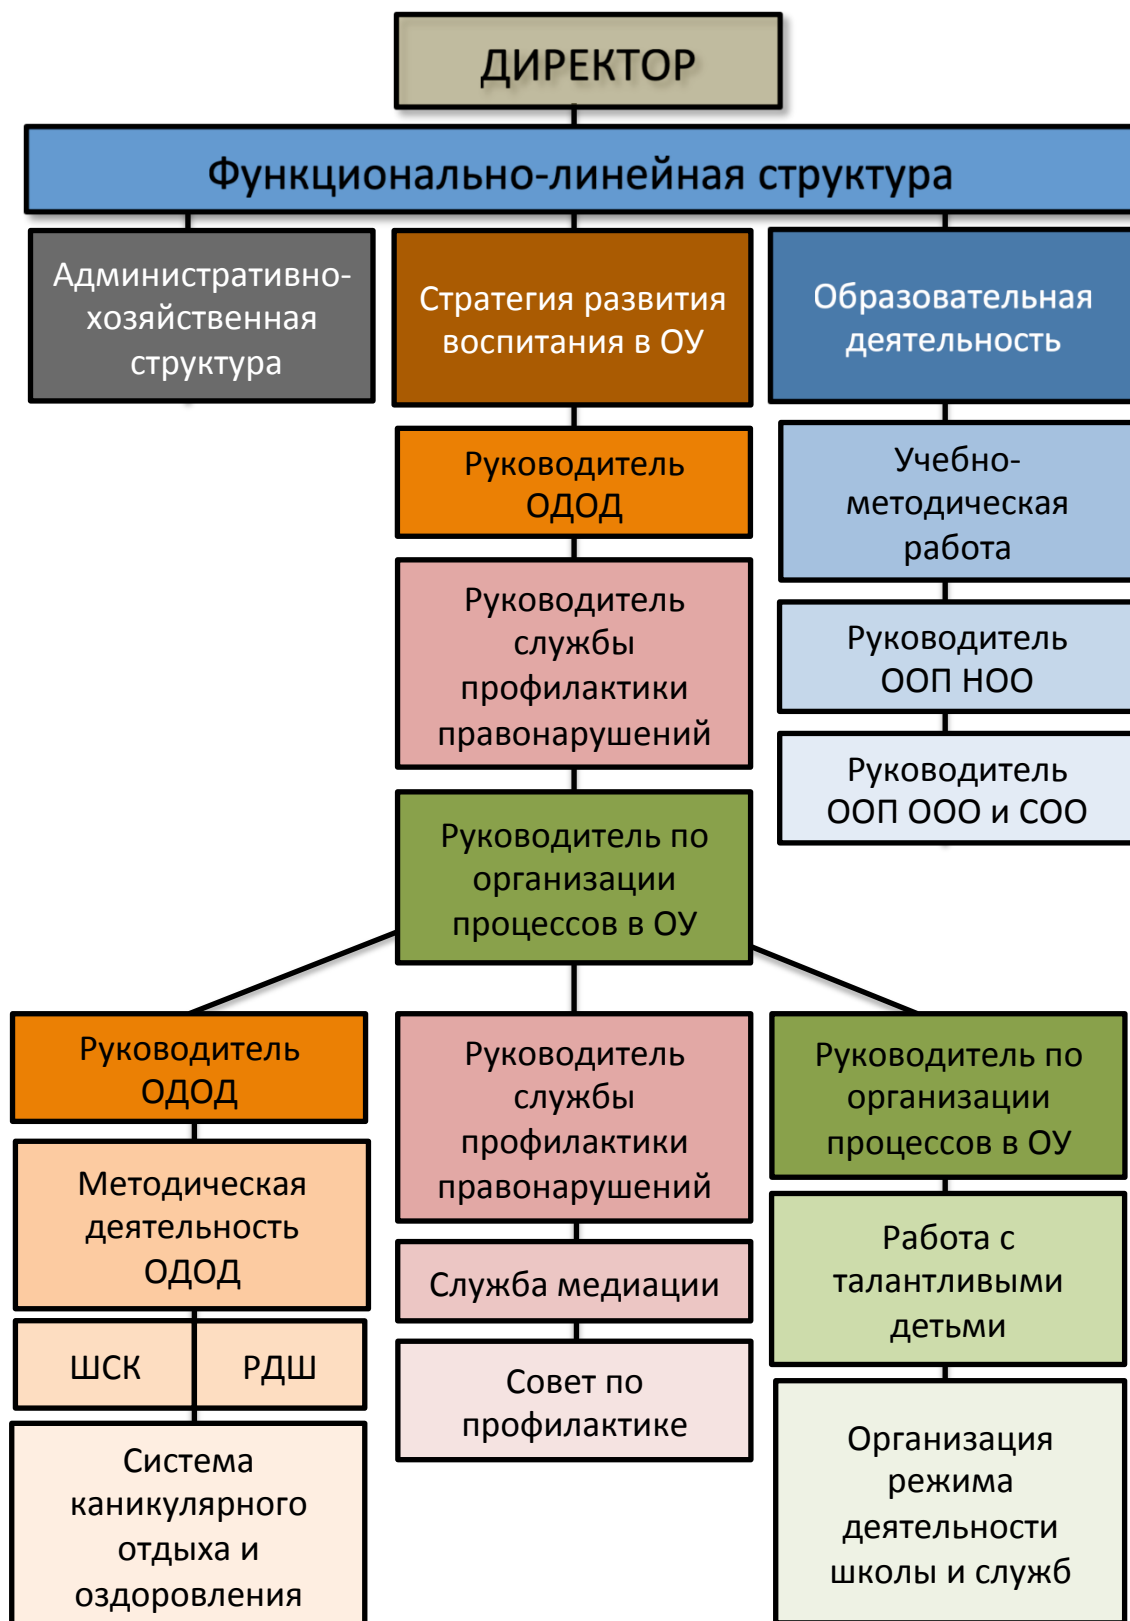 ДИРЕКТОР
Функционально-линейная структура
Административно-
хозяйственная
структура
Стратегия развития
воспитания в ОУ
Образовательная
деятельность
Руководитель
ОДОД
Учебно-
методическая
работа
Руководитель
службы
профилактики
правонарушений
Руководитель
ООП НОО
Руководитель
ООП ООО и СОО
Руководитель по
организации
процессов в ОУ
Руководитель
ОДОД
Методическая
деятельность
ОДОД
ШСК
РДШ
Система
каникулярного
отдыха и
оздоровления
Руководитель
службы
профилактики
правонарушений
Служба медиации
Совет по
профилактике
Руководитель по
организации
процессов в ОУ
Работа с
талантливыми
детьми
Организация
режима
деятельности
школы и служб